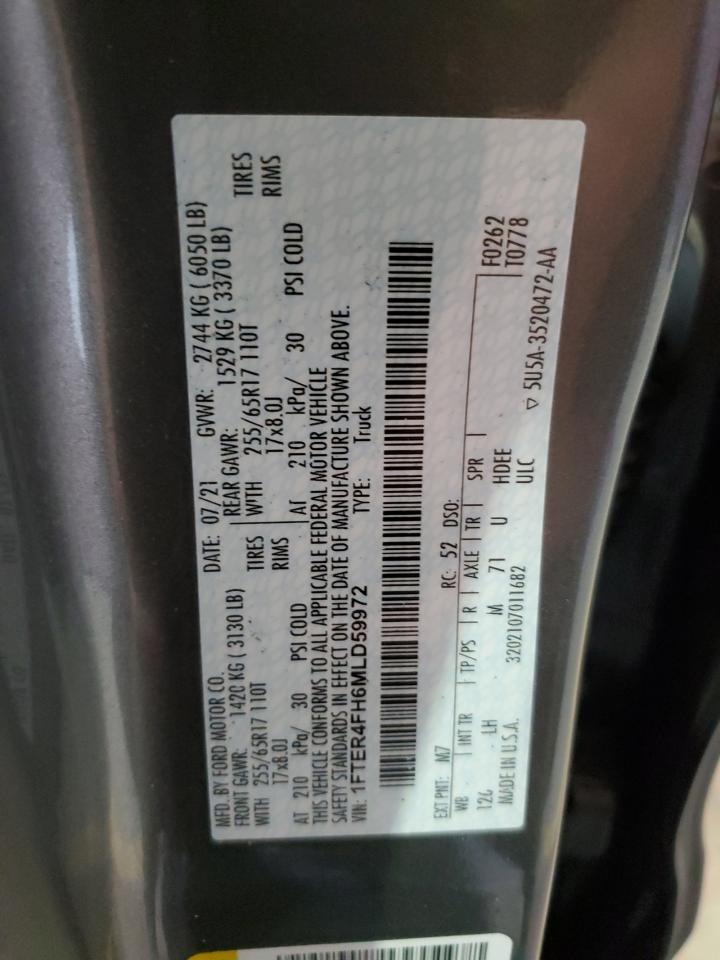 MFD. BY FORD MOTOR CO.
DATE: 07/21 GVWR: 2744 KG ( 6050 LB)
FRONT GAWR: 1420 KG ( 3130 LB)
REAR GAWR: 1529 KG ( 3370 LB)
WITH 255/65R17 110T TIRES
WITH 255/65R17 110T TIRES
17x8.0J RIMS
17x8.0J RIMS
AT 210 kPa/ 30 PSI COLD
AT 210 kPa/ 30 PSI COLD
THIS VEHICLE CONFORMS TO ALL APPLICABLE FEDERAL MOTOR VEHICLE
SAFETY STANDARDS IN EFFECT ON THE DATE OF MANUFACTURE SHOWN ABOVE.
VIN: 1FTER4FH6MLD59972 TYPE: Truck
EXT PNT: M7 RC: 52 DSO:
WB INT TR TP/PS R AXLE TR SPR F0262
126 LH M 71 U HDEE T0778
MADE IN U.S.A. 3202107011682 ULC
▽ 5U5A-3520472-AA